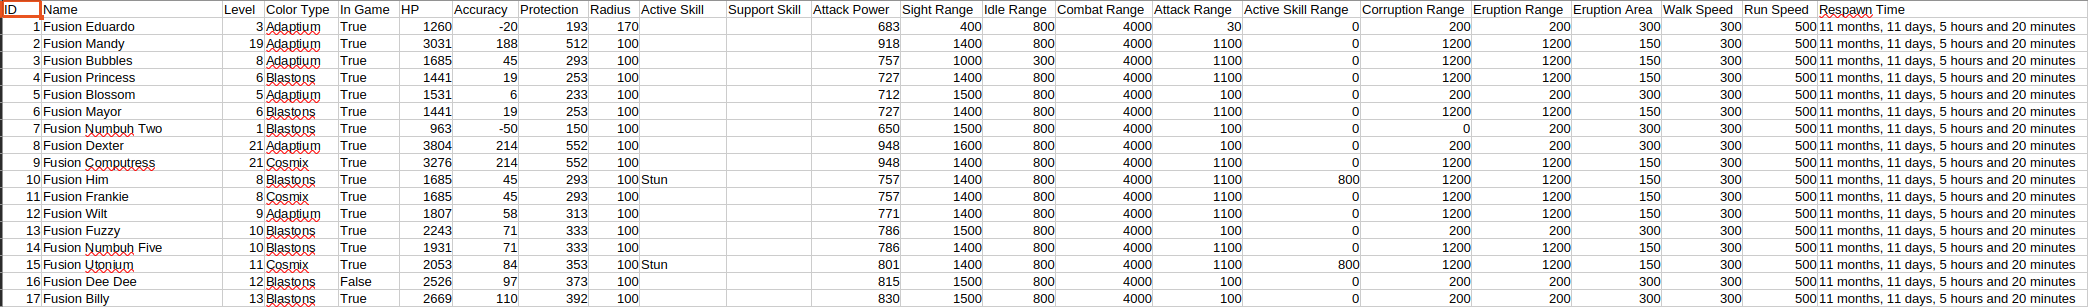 ID Name Level Color Type In Game HP Accuracy Protection Radius Active Skill Support Skill Attack Power Sight Range Idle Range Combat Range Attack Range Active Skill Range Corruption Range Eruption Range Eruption Area Walk Speed Run Speed Respawn Time
1 Fusion Eduardo 3 Adaptium True 1260 -20 193 170 683 400 800 4000 30 0 200 200 300 300 500 11 months, 11 days, 5 hours and 20 minutes
2 Fusion Mandy 19 Adaptium True 3031 188 512 100 918 1400 800 4000 1100 0 1200 1200 150 300 500 11 months, 11 days, 5 hours and 20 minutes
3 Fusion Bubbles 8 Adaptium True 1685 45 293 100 757 1000 300 4000 1100 0 1200 1200 150 300 500 11 months, 11 days, 5 hours and 20 minutes
4 Fusion Princess 6 Blastons True 1441 19 253 100 727 1400 800 4000 1100 0 1200 1200 150 300 500 11 months, 11 days, 5 hours and 20 minutes
5 Fusion Blossom 5 Adaptium True 1531 6 233 100 712 1500 800 4000 100 0 200 200 300 300 500 11 months, 11 days, 5 hours and 20 minutes
6 Fusion Mayor 6 Blastons True 1441 19 253 100 727 1400 800 4000 1100 0 1200 1200 150 300 500 11 months, 11 days, 5 hours and 20 minutes
7 Fusion Numbuh Two 1 Blastons True 963 -50 150 100 650 1500 800 4000 100 0 0 200 300 300 500 11 months, 11 days, 5 hours and 20 minutes
8 Fusion Dexter 21 Adaptium True 3804 214 552 100 948 1600 800 4000 100 0 200 200 300 300 500 11 months, 11 days, 5 hours and 20 minutes
9 Fusion Computress 21 Cosmix True 3276 214 552 100 948 1400 800 4000 1100 0 1200 1200 150 300 500 11 months, 11 days, 5 hours and 20 minutes
10 Fusion Him 8 Blastons True 1685 45 293 100 Stun 757 1400 800 4000 1100 800 1200 1200 150 300 500 11 months, 11 days, 5 hours and 20 minutes
11 Fusion Frankie 8 Cosmix True 1685 45 293 100 757 1400 800 4000 1100 0 1200 1200 150 300 500 11 months, 11 days, 5 hours and 20 minutes
12 Fusion Wilt 9 Adaptium True 1807 58 313 100 771 1400 800 4000 1100 0 1200 1200 150 300 500 11 months, 11 days, 5 hours and 20 minutes
13 Fusion Fuzzy 10 Blastons True 2243 71 333 100 786 1500 800 4000 100 0 200 200 300 300 500 11 months, 11 days, 5 hours and 20 minutes
14 Fusion Numbuh Five 10 Blastons True 1931 71 333 100 786 1400 800 4000 1100 0 1200 1200 150 300 500 11 months, 11 days, 5 hours and 20 minutes
15 Fusion Utonium 11 Cosmix True 2053 84 353 100 Stun 801 1400 800 4000 1100 800 1200 1200 150 300 500 11 months, 11 days, 5 hours and 20 minutes
16 Fusion Dee Dee 12 Blastons False 2526 97 373 100 815 1500 800 4000 100 0 200 200 300 300 500 11 months, 11 days, 5 hours and 20 minutes
17 Fusion Billy 13 Blastons True 2669 110 392 100 830 1500 800 4000 100 0 200 200 300 300 500 11 months, 11 days, 5 hours and 20 minutes